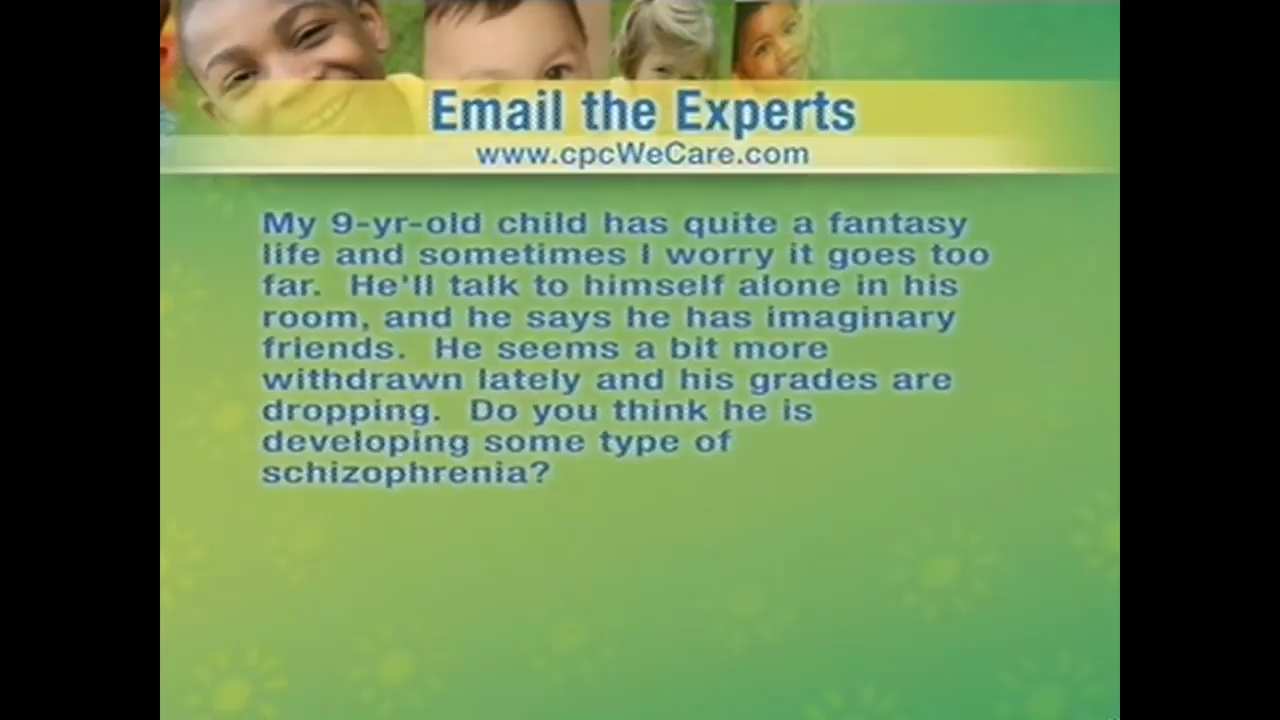 Email the Experts
www.cpcWeCare.com
My 9-yr-old child has quite a fantasy
life and sometimes I worry it goes too
far. He'll talk to himself alone in his
room, and he says he has imaginary
friends. He seems a bit more
withdrawn lately and his grades are
dropping. Do you think he is
developing some type of
schizophrenia?